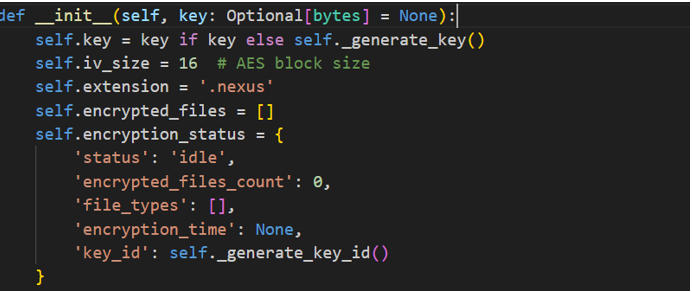 def __init__(self, key: Optional[bytes] = None):
    self.key = key if key else self._generate_key()
    self.iv_size = 16  # AES block size
    self.extension = '.nexus'
    self.encrypted_files = []
    self.encryption_status = {
        'status': 'idle',
        'encrypted_files_count': 0,
        'file_types': [],
        'encryption_time': None,
        'key_id': self._generate_key_id()
    }